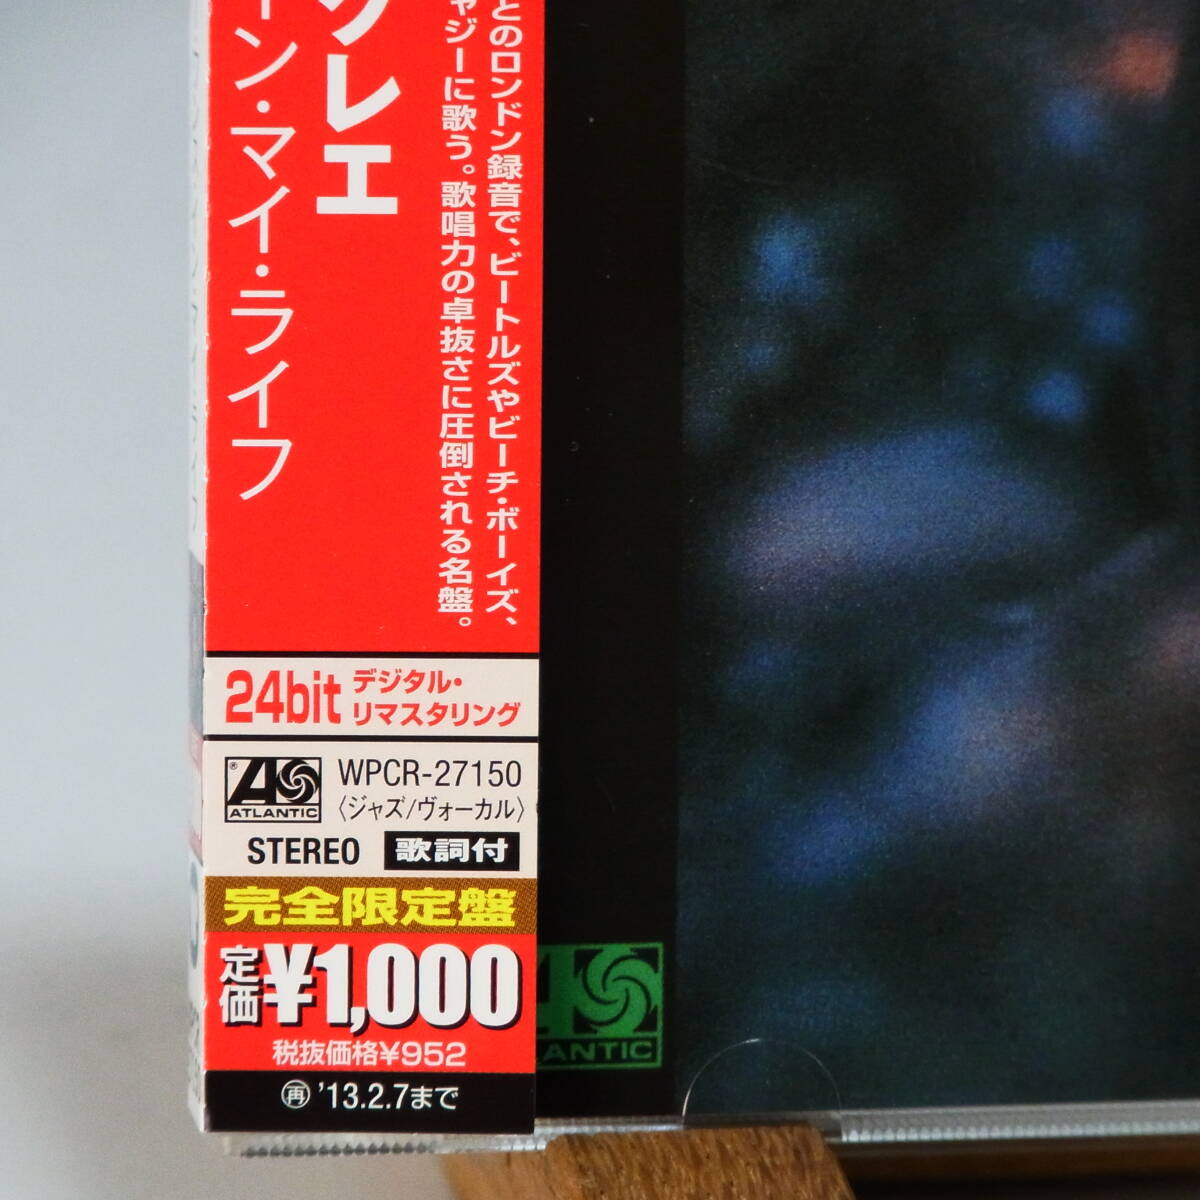 とのロンドン録音で、ビートルズやビーチ・ボーイズ、
ャジーに歌う。歌唱力の卓抜さに圧倒される名盤。
クレエ
ーン・マイ・ライフ
24bit デジタル・
リマスタリング
ATLANTIC
WPCR-27150
〈ジャズ/ヴォーカル〉
STEREO 歌詞付
完全限定盤
定価 ¥1,000
税抜価格¥952
再 '13.2.7まで
ANTIC